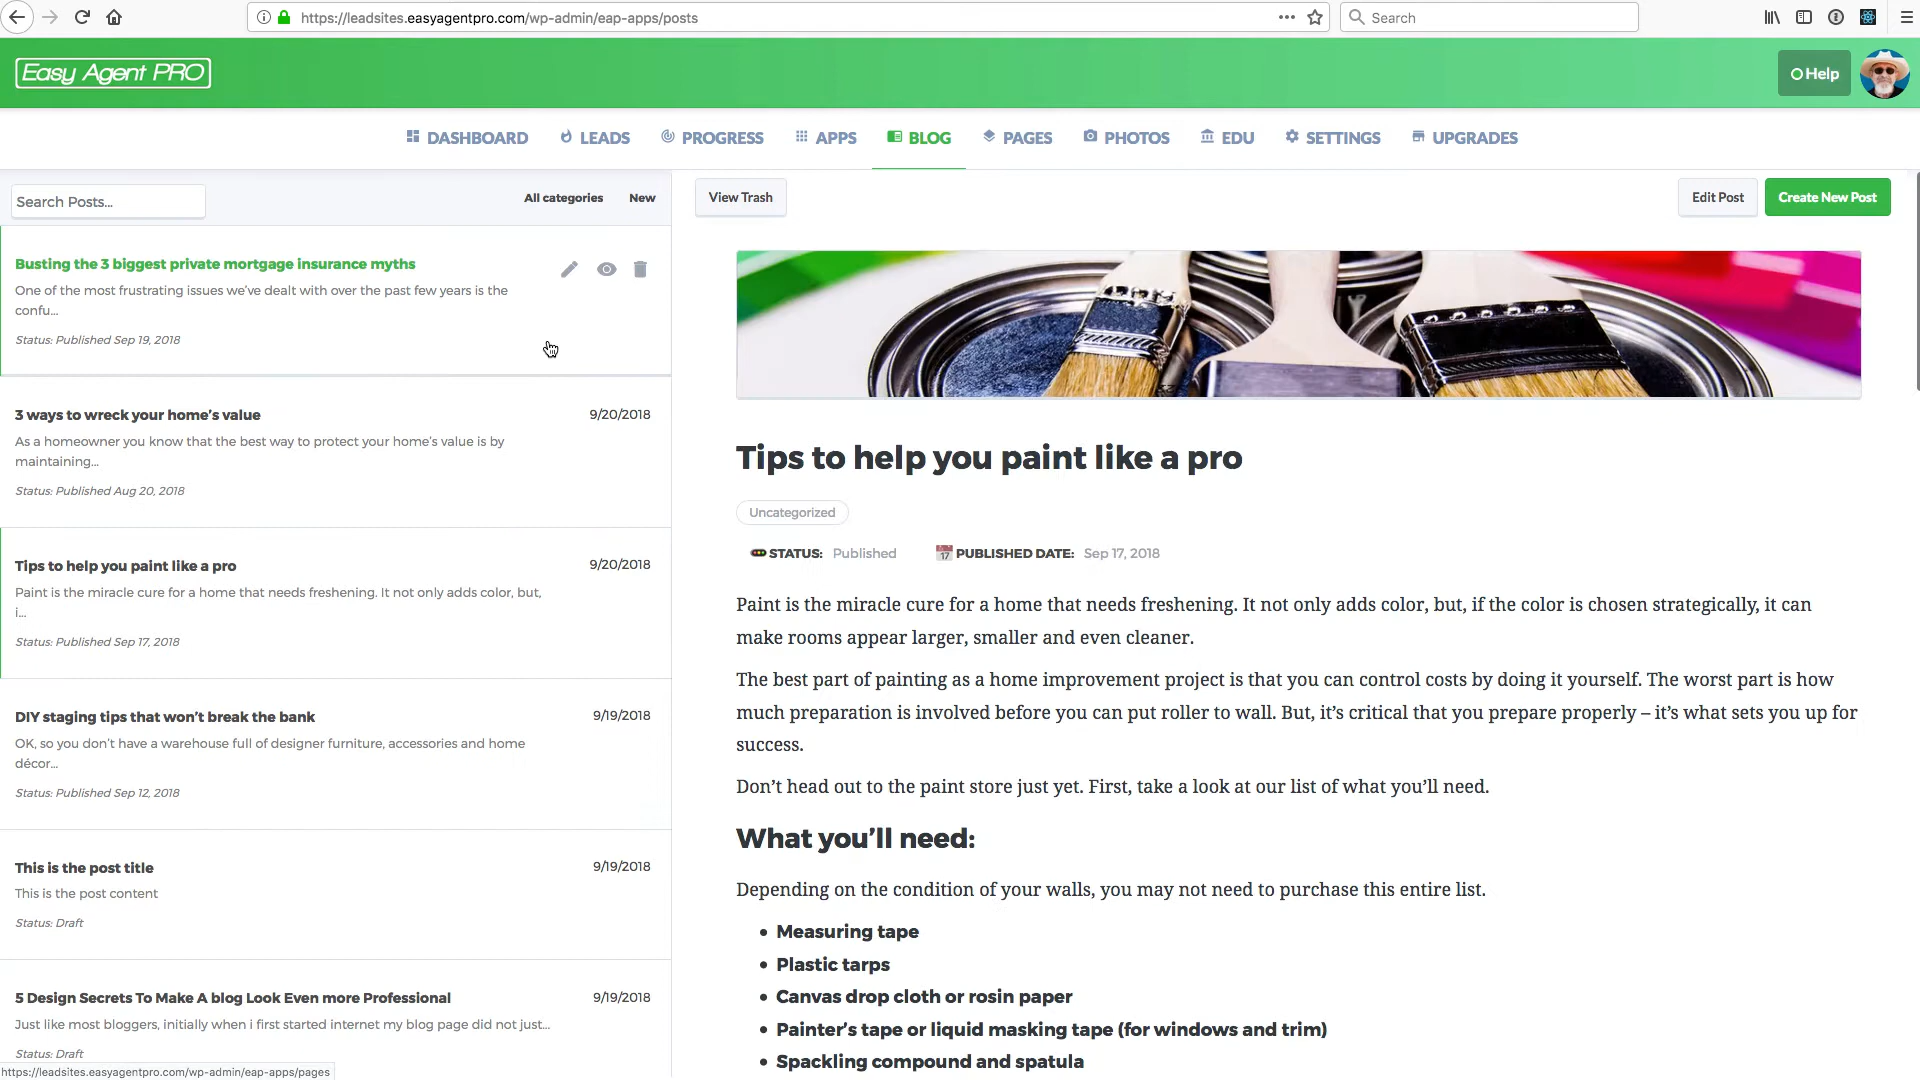 https://leadsites.easyagentpro.com/wp-admin/eap-apps/posts
Search
Easy Agent PRO
Help
DASHBOARD
LEADS
PROGRESS
APPS
BLOG
PAGES
PHOTOS
EDU
SETTINGS
UPGRADES
Search Posts...
All categories
New
View Trash
Edit Post
Create New Post
Busting the 3 biggest private mortgage insurance myths
One of the most frustrating issues we’ve dealt with over the past few years is the
confu...
Status: Published Sep 19, 2018
3 ways to wreck your home’s value
9/20/2018
As a homeowner you know that the best way to protect your home’s value is by
maintaining...
Status: Published Aug 20, 2018
Tips to help you paint like a pro
9/20/2018
Paint is the miracle cure for a home that needs freshening. It not only adds color, but,
i...
Status: Published Sep 17, 2018
DIY staging tips that won’t break the bank
9/19/2018
OK, so you don’t have a warehouse full of designer furniture, accessories and home
décor...
Status: Published Sep 12, 2018
This is the post title
9/19/2018
This is the post content
Status: Draft
5 Design Secrets To Make A blog Look Even more Professional
9/19/2018
Just like most bloggers, initially when i first started internet my blog page did not just...
Status: Draft
https://leadsites.easyagentpro.com/wp-admin/eap-apps/pages
Tips to help you paint like a pro
Uncategorized
STATUS: Published
17 PUBLISHED DATE: Sep 17, 2018
Paint is the miracle cure for a home that needs freshening. It not only adds color, but, if the color is chosen strategically, it can
make rooms appear larger, smaller and even cleaner.
The best part of painting as a home improvement project is that you can control costs by doing it yourself. The worst part is how
much preparation is involved before you can put roller to wall. But, it’s critical that you prepare properly – it’s what sets you up for
success.
Don’t head out to the paint store just yet. First, take a look at our list of what you’ll need.
What you’ll need:
Depending on the condition of your walls, you may not need to purchase this entire list.
• Measuring tape
• Plastic tarps
• Canvas drop cloth or rosin paper
• Painter’s tape or liquid masking tape (for windows and trim)
• Spackling compound and spatula